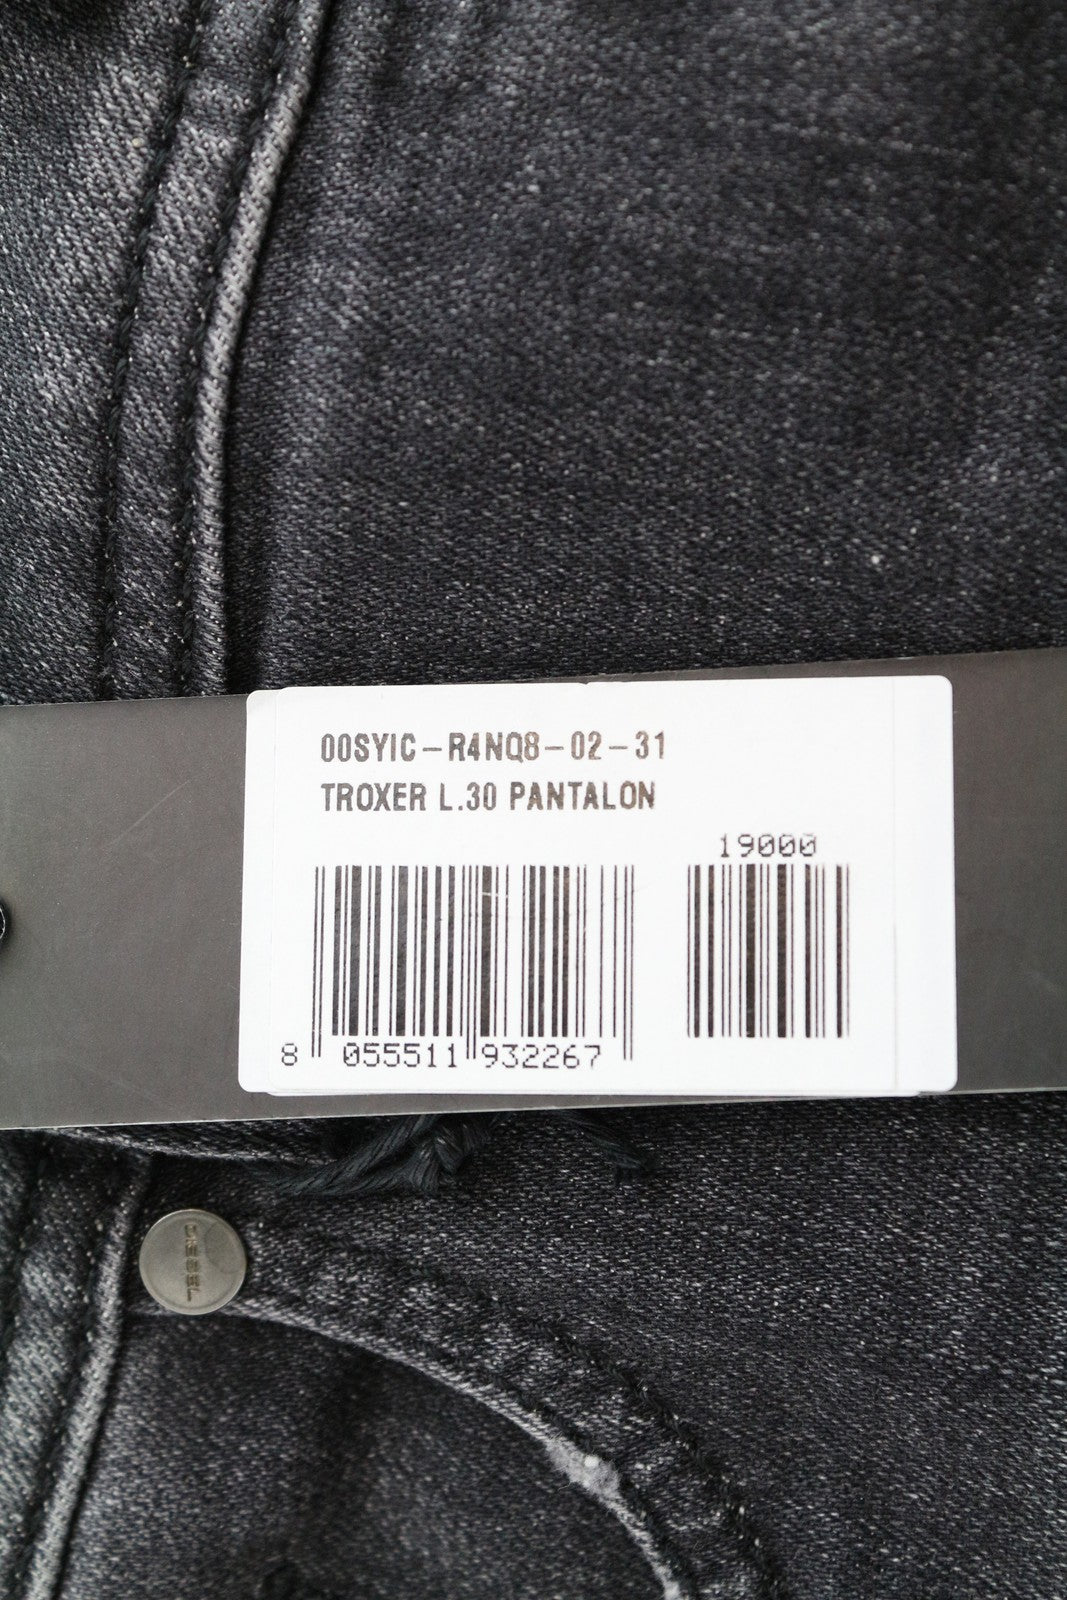 00SYIC-R4NQ8-02-31
TROXER L.30 PANTALON
19000
8 055511 932267
DIESEL